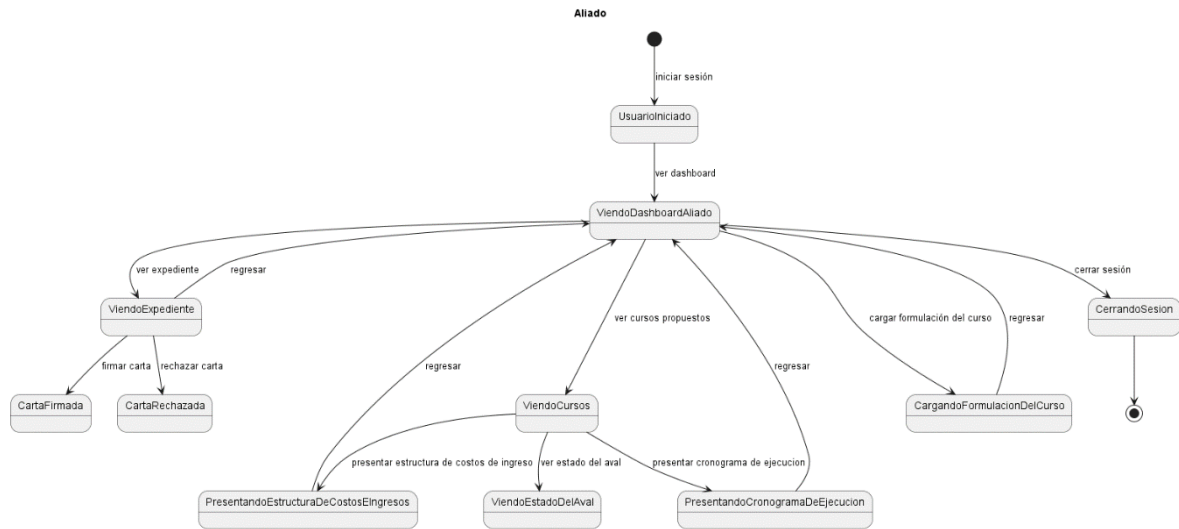 Aliado
iniciar sesión
UsuarioIniciado
ver dashboard
ViendoDashboardAliado
ver expediente
regresar
cerrar sesión
ViendoExpediente
ver cursos propuestos
cargar formulación del curso
regresar
CerrandoSesion
firmar carta
rechazar carta
regresar
regresar
CartaFirmada
CartaRechazada
ViendoCursos
CargandoFormulacionDelCurso
presentar estructura de costos de ingreso
ver estado del aval
presentar cronograma de ejecucion
PresentandoEstructuraDeCostosEIngresos
ViendoEstadoDelAval
PresentandoCronogramaDeEjecucion